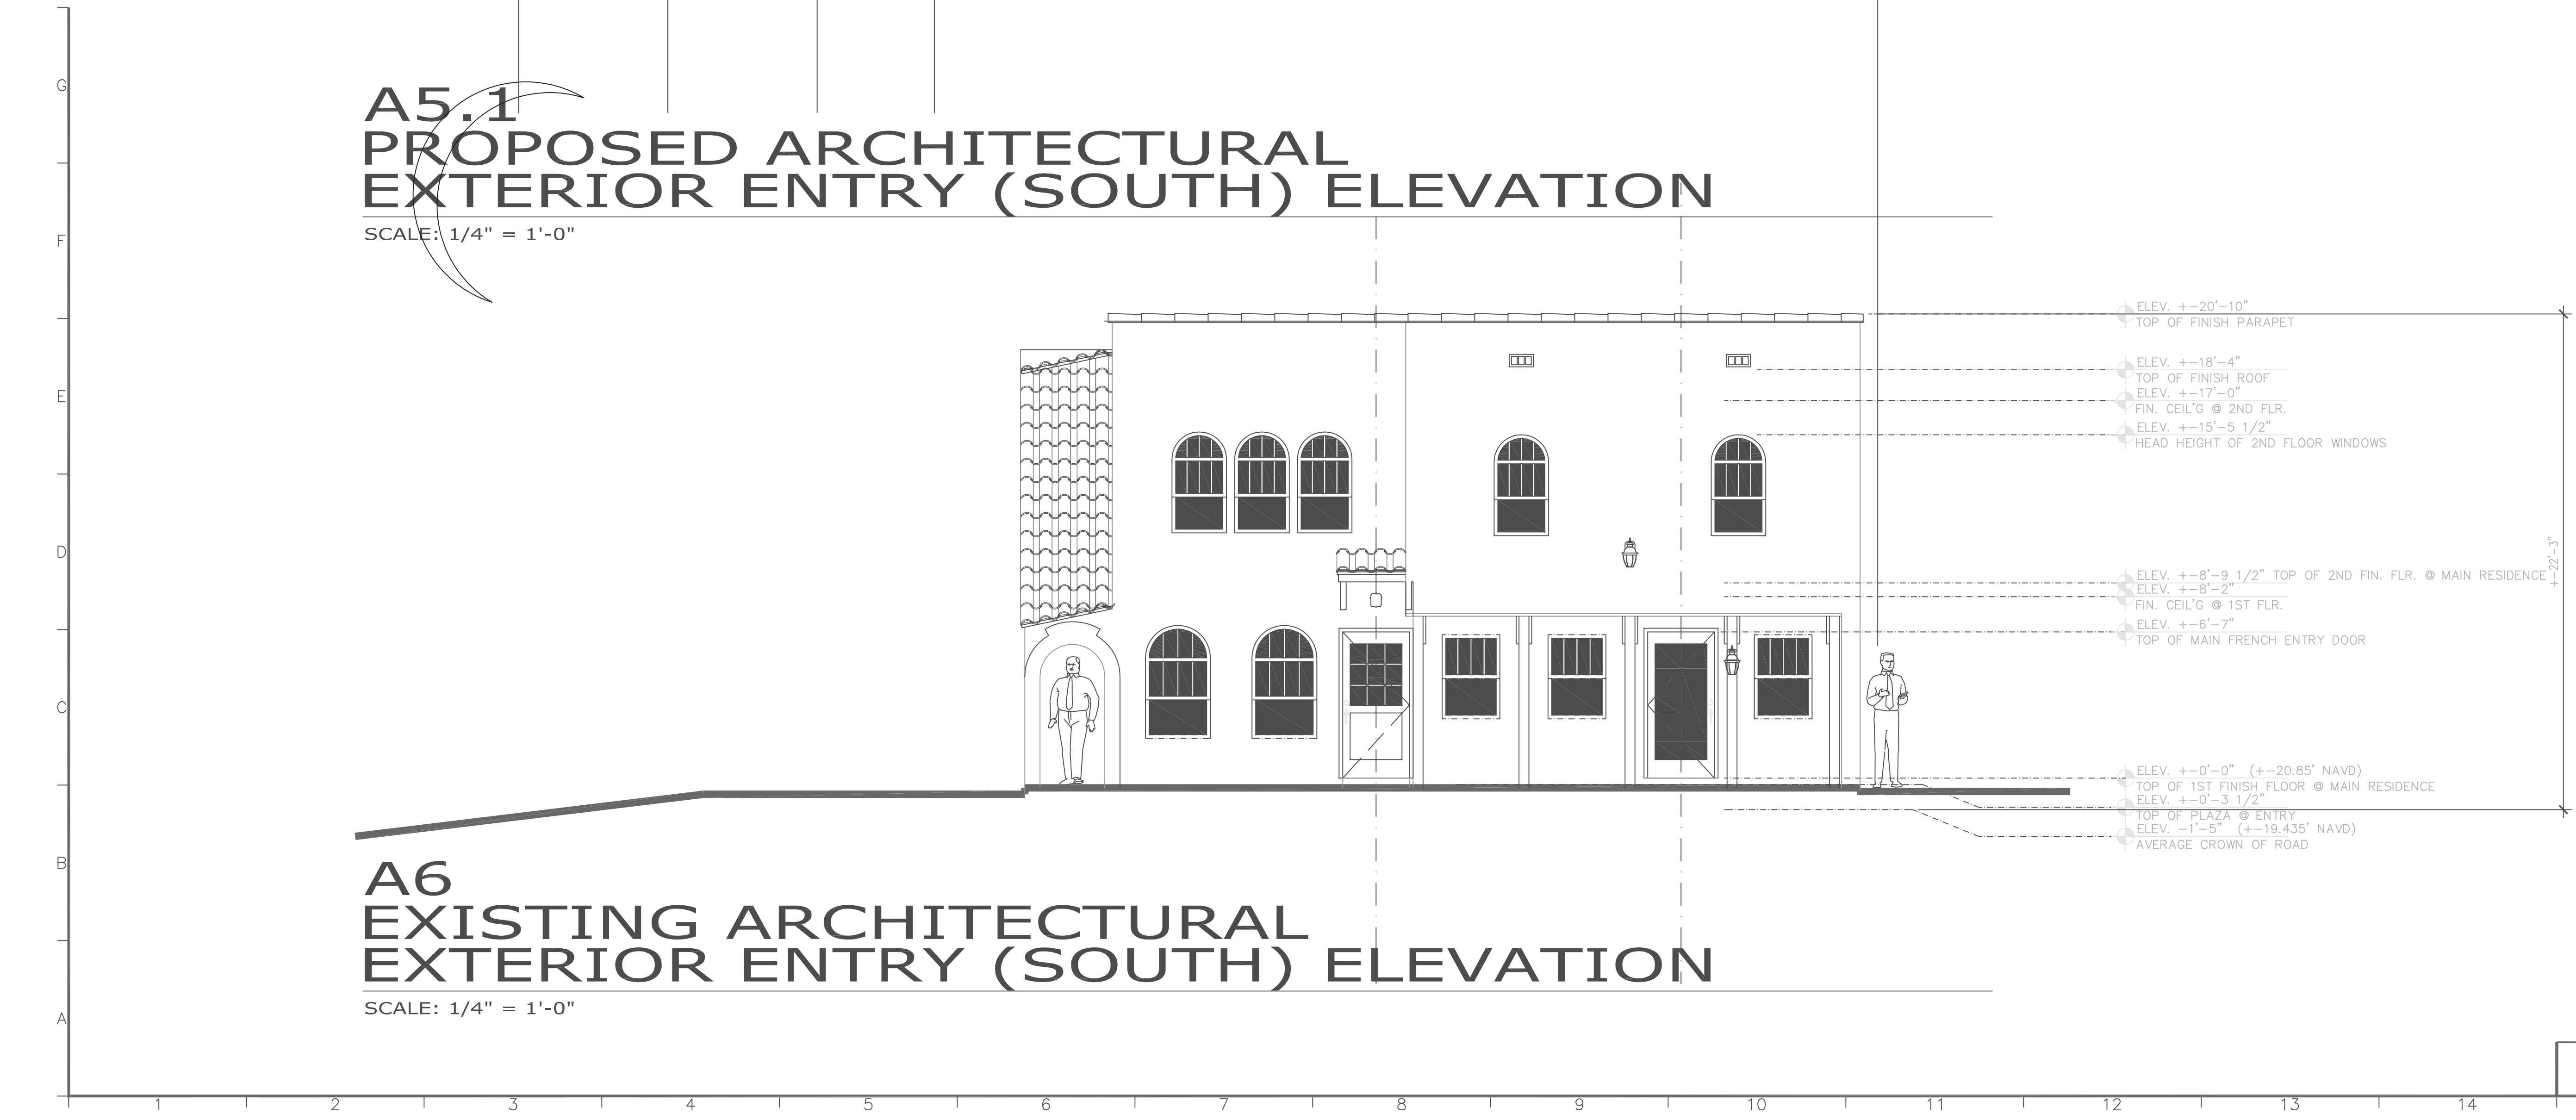 G
A5.1
PROPOSED ARCHITECTURAL
EXTERIOR ENTRY (SOUTH) ELEVATION
F
SCALE: 1/4" = 1'-0"
ELEV. +-20'-10"
TOP OF FINISH PARAPET
ELEV. +-18'-4"
TOP OF FINISH ROOF
E
ELEV. +-17'-0"
FIN. CEIL'G @ 2ND FLR.
ELEV. +-15'-5 1/2"
HEAD HEIGHT OF 2ND FLOOR WINDOWS
D
+-22'-3"
ELEV. +-8'-9 1/2" TOP OF 2ND FIN. FLR. @ MAIN RESIDENCE
ELEV. +-8'-2"
FIN. CEIL'G @ 1ST FLR.
ELEV. +-6'-7"
TOP OF MAIN FRENCH ENTRY DOOR
C
ELEV. +-0'-0" (+-20.85' NAVD)
TOP OF 1ST FINISH FLOOR @ MAIN RESIDENCE
ELEV. +-0'-3 1/2"
TOP OF PLAZA @ ENTRY
ELEV. -1'-5" (+-19.435' NAVD)
AVERAGE CROWN OF ROAD
B
A6
EXISTING ARCHITECTURAL
EXTERIOR ENTRY (SOUTH) ELEVATION
SCALE: 1/4" = 1'-0"
A
1 2 3 4 5 6 7 8 9 10 11 12 13 14